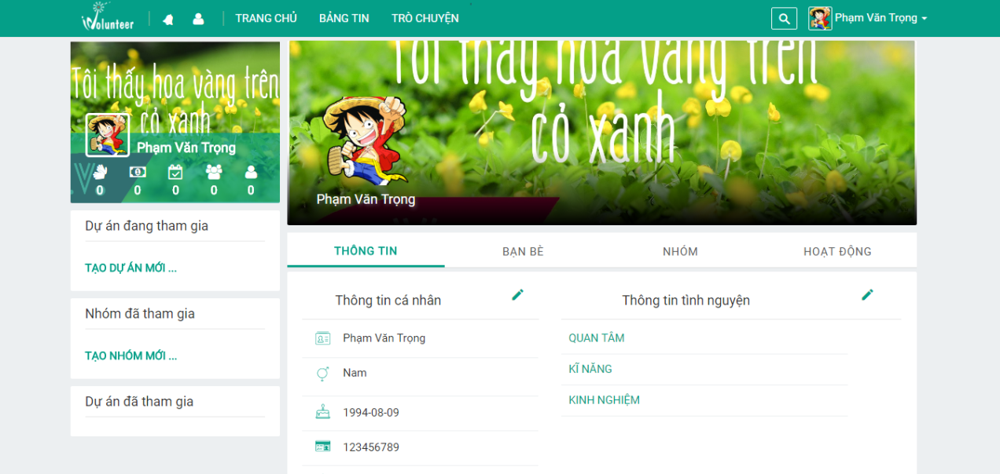 iVolunteer
TRANG CHỦ
BẢNG TIN
TRÒ CHUYỆN
Phạm Văn Trọng
Tôi thấy hoa vàng trên
cỏ xanh
Phạm Văn Trọng
0 0 0 0 0
Dự án đang tham gia
TẠO DỰ ÁN MỚI ...
Nhóm đã tham gia
TẠO NHÓM MỚI ...
Dự án đã tham gia
Tôi thấy hoa vàng trên
cỏ xanh
Phạm Văn Trọng
THÔNG TIN
BẠN BÈ
NHÓM
HOẠT ĐỘNG
Thông tin cá nhân
Phạm Văn Trọng
Nam
1994-08-09
123456789
Thông tin tình nguyện
QUAN TÂM
KĨ NĂNG
KINH NGHIỆM